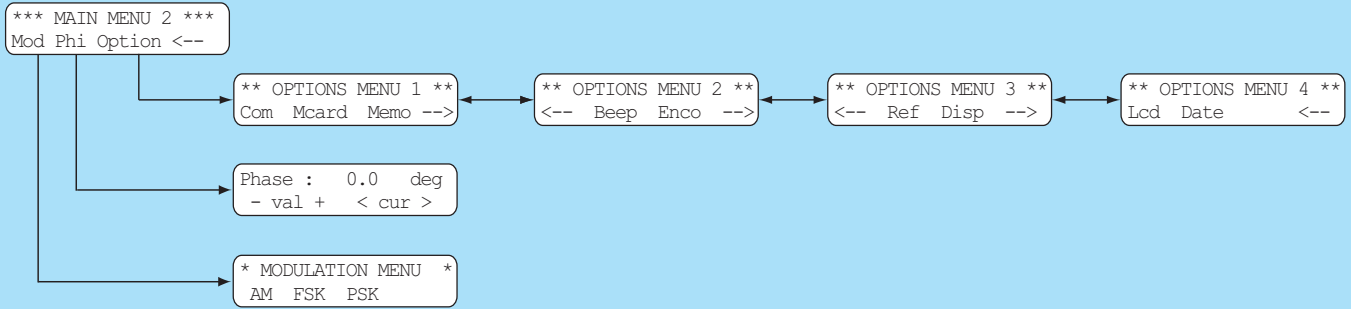 *** MAIN MENU 2 ***
Mod Phi Option <--
** OPTIONS MENU 1 **
Com Mcard Memo -->
** OPTIONS MENU 2 **
<-- Beep Enco -->
** OPTIONS MENU 3 **
<-- Ref Disp -->
** OPTIONS MENU 4 **
Lcd Date <--
Phase : 0.0 deg
- val + < cur >
* MODULATION MENU *
AM FSK PSK